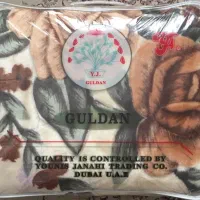 Y.J.
GULDAN
GULDAN
QUALITY IS CONTROLLED BY
YOUNIS JANAHI TRADING CO.
DUBAI U.A.E